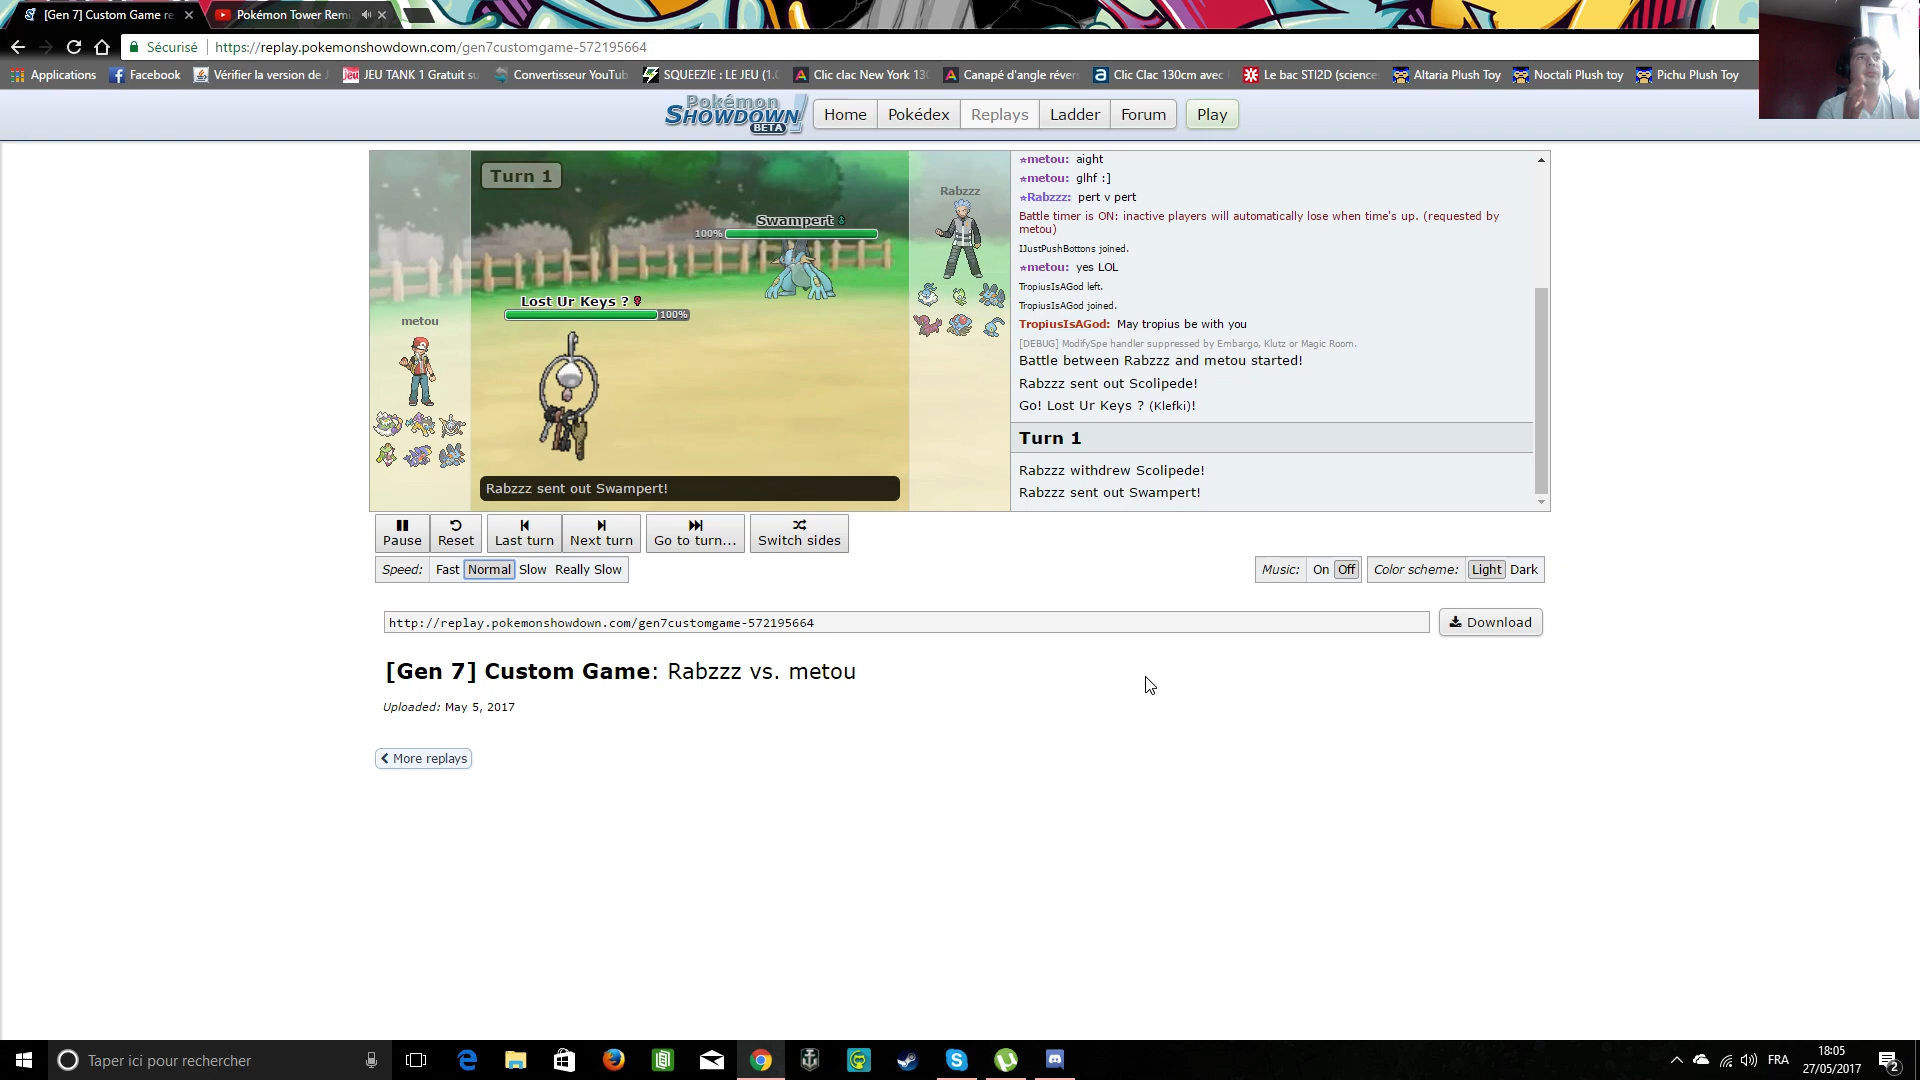 [Gen 7] Custom Game re
Pokémon Tower Remi
Sécurisé
https://replay.pokemonshowdown.com/gen7customgame-572195664
Applications
Facebook
Vérifier la version de J
JEU TANK 1 Gratuit su
Convertisseur YouTub
SQUEEZIE : LE JEU (1.0
Clic clac New York 130
Canapé d'angle révers
Clic Clac 130cm avec
Le bac STI2D (science
Altaria Plush Toy
Noctali Plush toy
Pichu Plush Toy
Pokémon
SHOWDOWN!
BETA
Home
Pokédex
Replays
Ladder
Forum
Play
Turn 1
Swampert
100%
Lost Ur Keys ?
100%
metou
Rabzzz
Rabzzz sent out Swampert!
☆metou: aight
☆metou: glhf :]
☆Rabzzz: pert v pert
Battle timer is ON: inactive players will automatically lose when time's up. (requested by
metou)
IJustPushBottons joined.
☆metou: yes LOL
TropiusIsAGod left.
TropiusIsAGod joined.
TropiusIsAGod: May tropius be with you
[DEBUG] ModifySpe handler suppressed by Embargo, Klutz or Magic Room.
Battle between Rabzzz and metou started!
Rabzzz sent out Scolipede!
Go! Lost Ur Keys ? (Klefki)!
Turn 1
Rabzzz withdrew Scolipede!
Rabzzz sent out Swampert!
Pause
Reset
Last turn
Next turn
Go to turn...
Switch sides
Speed: Fast Normal Slow Really Slow
Music: On Off
Color scheme: Light Dark
http://replay.pokemonshowdown.com/gen7customgame-572195664
Download
[Gen 7] Custom Game: Rabzzz vs. metou
Uploaded: May 5, 2017
More replays
Taper ici pour rechercher
FRA
18:05
27/05/2017
2